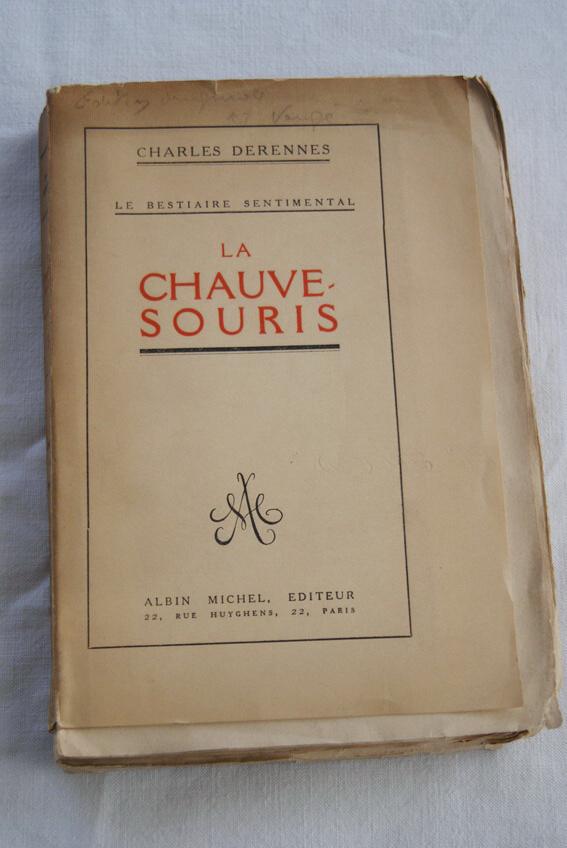 CHARLES DERENNES
LE BESTIAIRE SENTIMENTAL
LA
CHAUVE-
SOURIS
ALBIN MICHEL, EDITEUR
22, RUE HUYGHENS, 22, PARIS